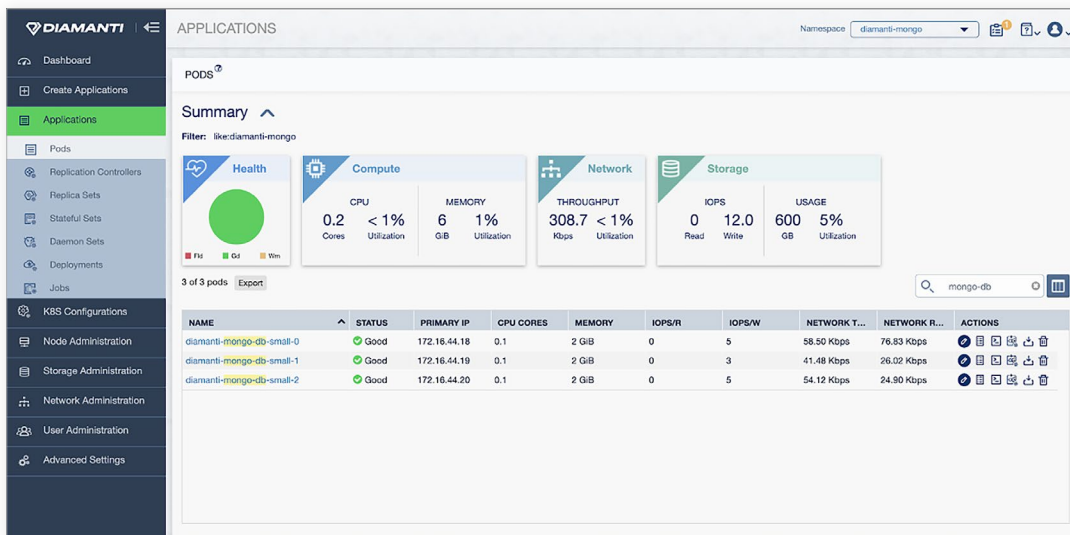 DIAMANTI
APPLICATIONS
Namespace diamanti-mongo
1
Dashboard
Create Applications
Applications
Pods
Replication Controllers
Replica Sets
Stateful Sets
Daemon Sets
Deployments
Jobs
K8S Configurations
Node Administration
Storage Administration
Network Administration
User Administration
Advanced Settings
PODS
Summary
Filter: like:diamanti-mongo
Health
Fld Gd Wrn
Compute
CPU MEMORY
0.2 < 1% 6 1%
Cores Utilization GiB Utilization
Network
THROUGHPUT
308.7 < 1%
Kbps Utilization
Storage
IOPS USAGE
0 12.0 600 5%
Read Write GB Utilization
3 of 3 pods Export
mongo-db
NAME STATUS PRIMARY IP CPU CORES MEMORY IOPS/R IOPS/W NETWORK T... NETWORK R... ACTIONS
diamanti-mongo-db-small-0 Good 172.16.44.18 0.1 2 GiB 0 5 58.50 Kbps 76.83 Kbps
diamanti-mongo-db-small-1 Good 172.16.44.19 0.1 2 GiB 0 3 41.48 Kbps 26.02 Kbps
diamanti-mongo-db-small-2 Good 172.16.44.20 0.1 2 GiB 0 5 54.12 Kbps 24.90 Kbps